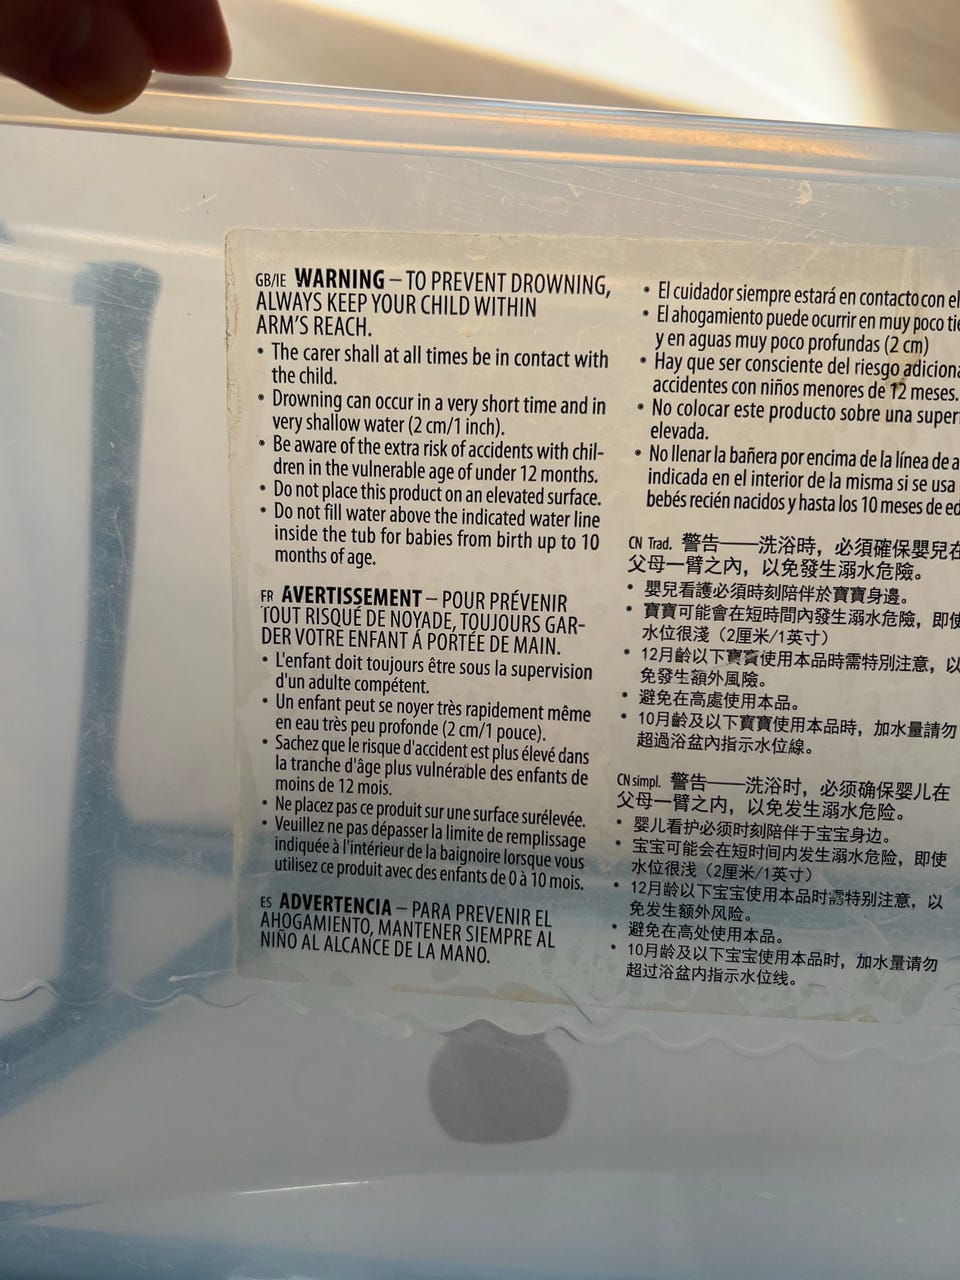 GB/IE WARNING – TO PREVENT DROWNING,
ALWAYS KEEP YOUR CHILD WITHIN
ARM'S REACH.
• The carer shall at all times be in contact with
the child.
• Drowning can occur in a very short time and in
very shallow water (2 cm/1 inch).
• Be aware of the extra risk of accidents with chil-
dren in the vulnerable age of under 12 months.
• Do not place this product on an elevated surface.
• Do not fill water above the indicated water line
inside the tub for babies from birth up to 10
months of age.
FR AVERTISSEMENT – POUR PRÉVENIR
TOUT RISQUE DE NOYADE, TOUJOURS GAR-
DER VOTRE ENFANT Á PORTÉE DE MAIN.
• L'enfant doit toujours être sous la supervision
d'un adulte compétent.
• Un enfant peut se noyer très rapidement même
en eau très peu profonde (2 cm/1 pouce).
• Sachez que le risque d'accident est plus élevé dans
la tranche d'âge plus vulnérable des enfants de
moins de 12 mois.
• Ne placez pas ce produit sur une surface surélevée.
• Veuillez ne pas dépasser la limite de remplissage
indiquée à l'intérieur de la baignoire lorsque vous
utilisez ce produit avec des enfants de 0 à 10 mois.
ES ADVERTENCIA – PARA PREVENIR EL
AHOGAMIENTO, MANTENER SIEMPRE AL
NIÑO AL ALCANCE DE LA MANO.
• El cuidador siempre estará en contacto con el
• El ahogamiento puede ocurrir en muy poco
y en aguas muy poco profundas (2 cm)
• Hay que ser consciente del riesgo
accidentes con niños menores de 12 meses.
• No colocar este producto sobre una
elevada.
• No llenar la bañera por encima de la línea de
indicada en el interior de la misma si se usa
bebés recién nacidos y hasta los 10 meses de
CN Trad. 警告——洗浴時，必須確保嬰兒在
父母一臂之內，以免發生溺水危險。
• 嬰兒看護必須時刻陪伴於寶寶身邊。
• 寶寶可能會在短時間內發生溺水危險，即使
水位很淺（2厘米/1英寸）
• 12月齡以下寶寶使用本品時需特別注意，以
免發生額外風險。
• 避免在高處使用本品。
• 10月齡及以下寶寶使用本品時，加水量請勿
超過浴盆內指示水位線。
CN simpl. 警告——洗浴时，必须确保婴儿在
父母一臂之内，以免发生溺水危险。
• 婴儿看护必须时刻陪伴于宝宝身边。
• 宝宝可能会在短时间内发生溺水危险，即使
水位很浅（2厘米/1英寸）
• 12月龄以下宝宝使用本品时需特别注意，以
免发生额外风险。
• 避免在高处使用本品。
• 10月龄及以下宝宝使用本品时，加水量请勿
超过浴盆内指示水位线。